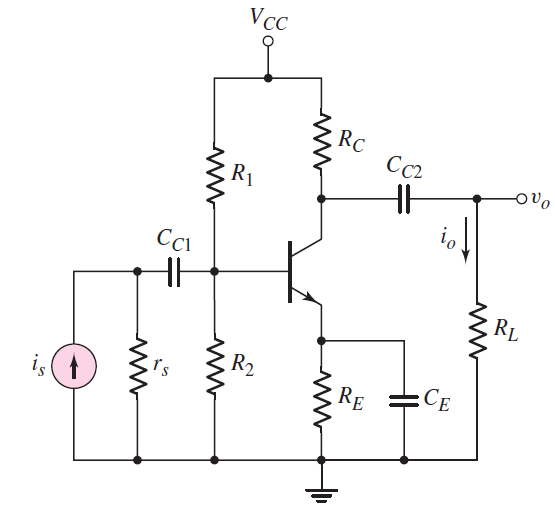 V_CC
R_C
R_1
C_C2
v_o
C_C1
i_o
R_L
i_s
r_s
R_2
R_E
C_E